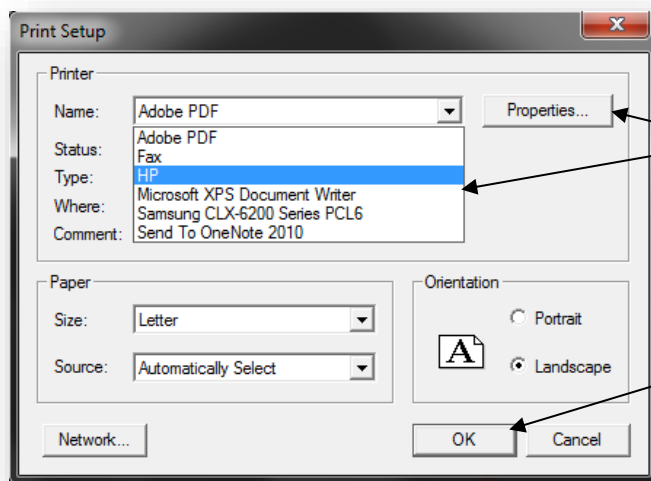 Print Setup
Printer
Name: Adobe PDF Properties...
Adobe PDF
Status: Fax
Type: HP
Where: Microsoft XPS Document Writer
Samsung CLX-6200 Series PCL6
Comment: Send To OneNote 2010
Paper
Size: Letter
Source: Automatically Select
Orientation
Portrait
A
Landscape
Network... OK Cancel